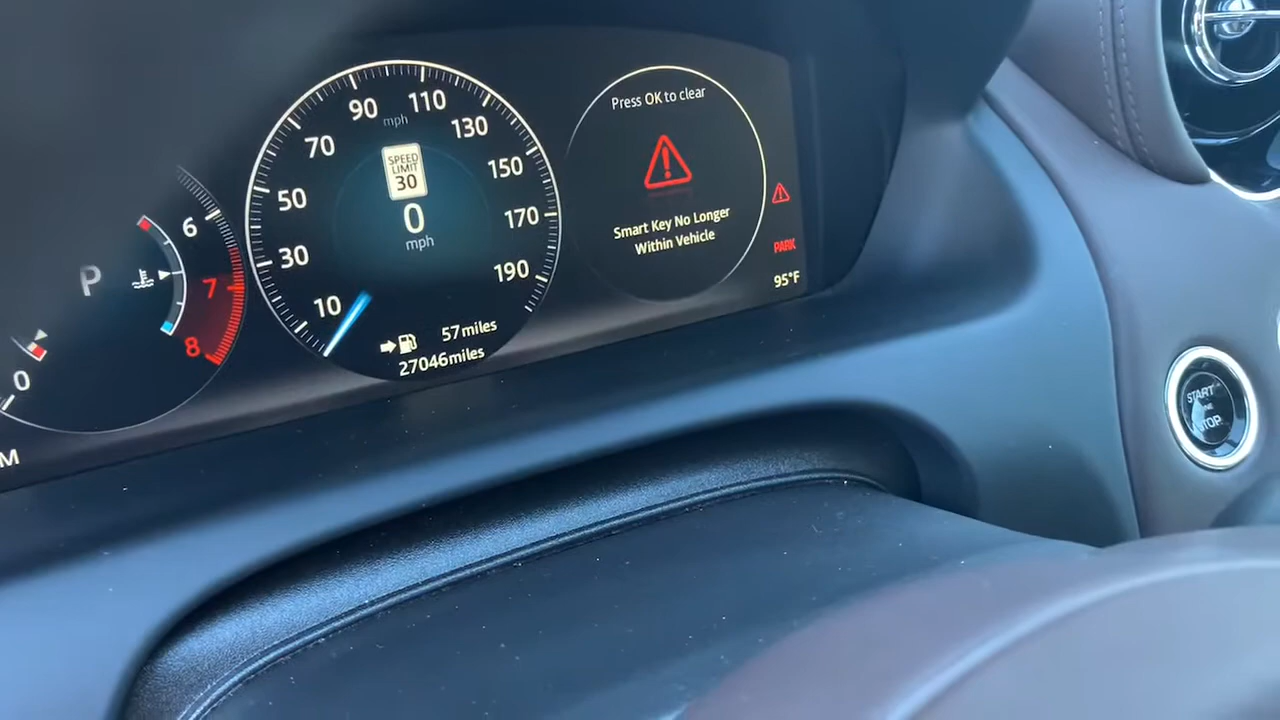 0
M
P
6
7
8
10
30
50
70
90
110
130
150
170
190
mph
SPEED
LIMIT
30
0
mph
57 miles
27046 miles
Press OK to clear
Smart Key No Longer
Within Vehicle
PARK
95°F
START
STOP